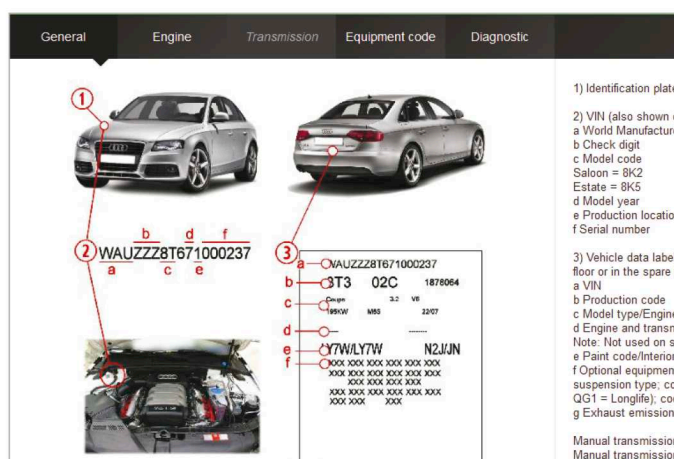 General Engine Transmission Equipment code Diagnostic
1
2
3
b d f
WAUZZZ8T671000237
a c e
a WAUZZZ8T671000237
b 8T3 02C 1878064
c Coupe 3.2 V6
195KW M6S 22/07
d ---- --------
e LY7W/LY7W N2J/JN
f XXX XXX XXX XXX XXX XXX
XXX XXX XXX XXX XXX XXX
XXX XXX XXX XXX
XXX XXX XXX XXX XXX XXX
XXX XXX XXX
1) Identification plate
2) VIN (also shown
a World Manufacture
b Check digit
c Model code
Saloon = 8K2
Estate = 8K5
d Model year
e Production locatio
f Serial number
3) Vehicle data labe
floor or in the spare
a VIN
b Production code
c Model type/Engine
d Engine and transm
Note: Not used on s
e Paint code/Interior
f Optional equipmen
suspension type; co
QG1 = Longlife); co
g Exhaust emission
Manual transmission
Manual transmission